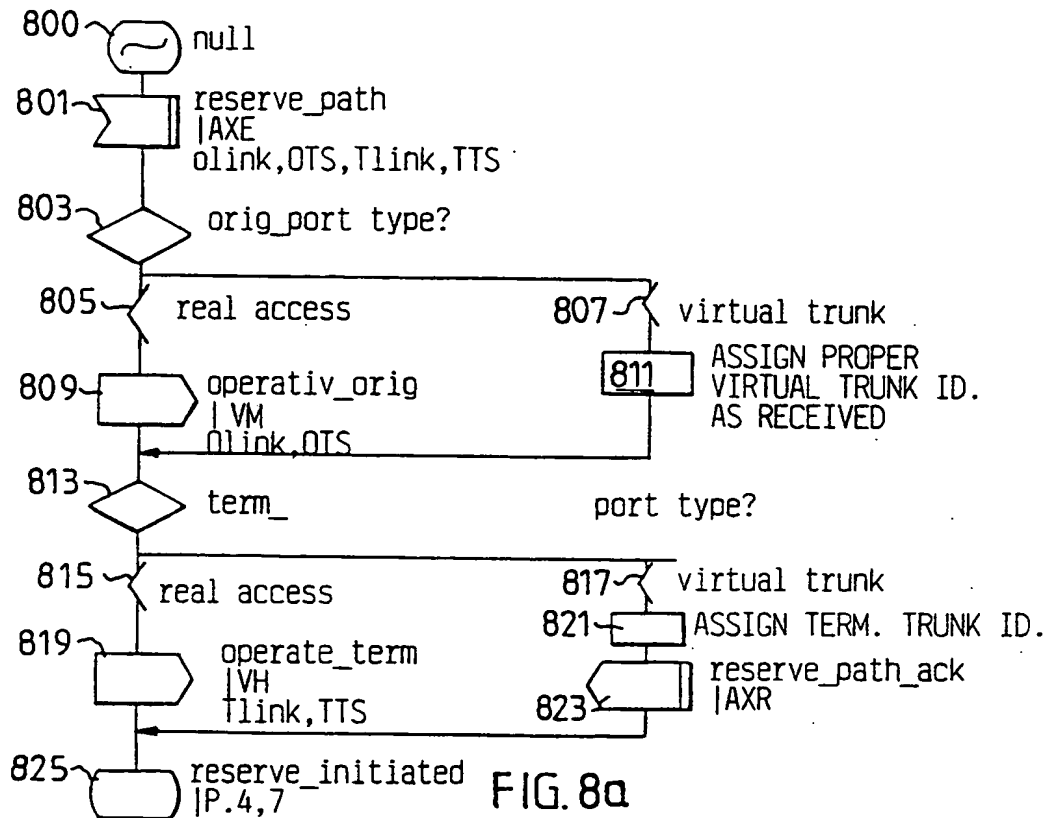 800
null
801
reserve_path
|AXE
olink,OTS,Tlink,TTS
803
orig_port type?
805
real access
807
virtual trunk
809
operativ_orig
|VM
Olink,OTS
811
ASSIGN PROPER
VIRTUAL TRUNK ID.
AS RECEIVED
813
term_ port type?
815
real access
817
virtual trunk
819
operate_term
|VH
Tlink,TTS
821
ASSIGN TERM. TRUNK ID.
823
reserve_path_ack
|AXR
825
reserve_initiated
|P.4,7
FIG. 8a